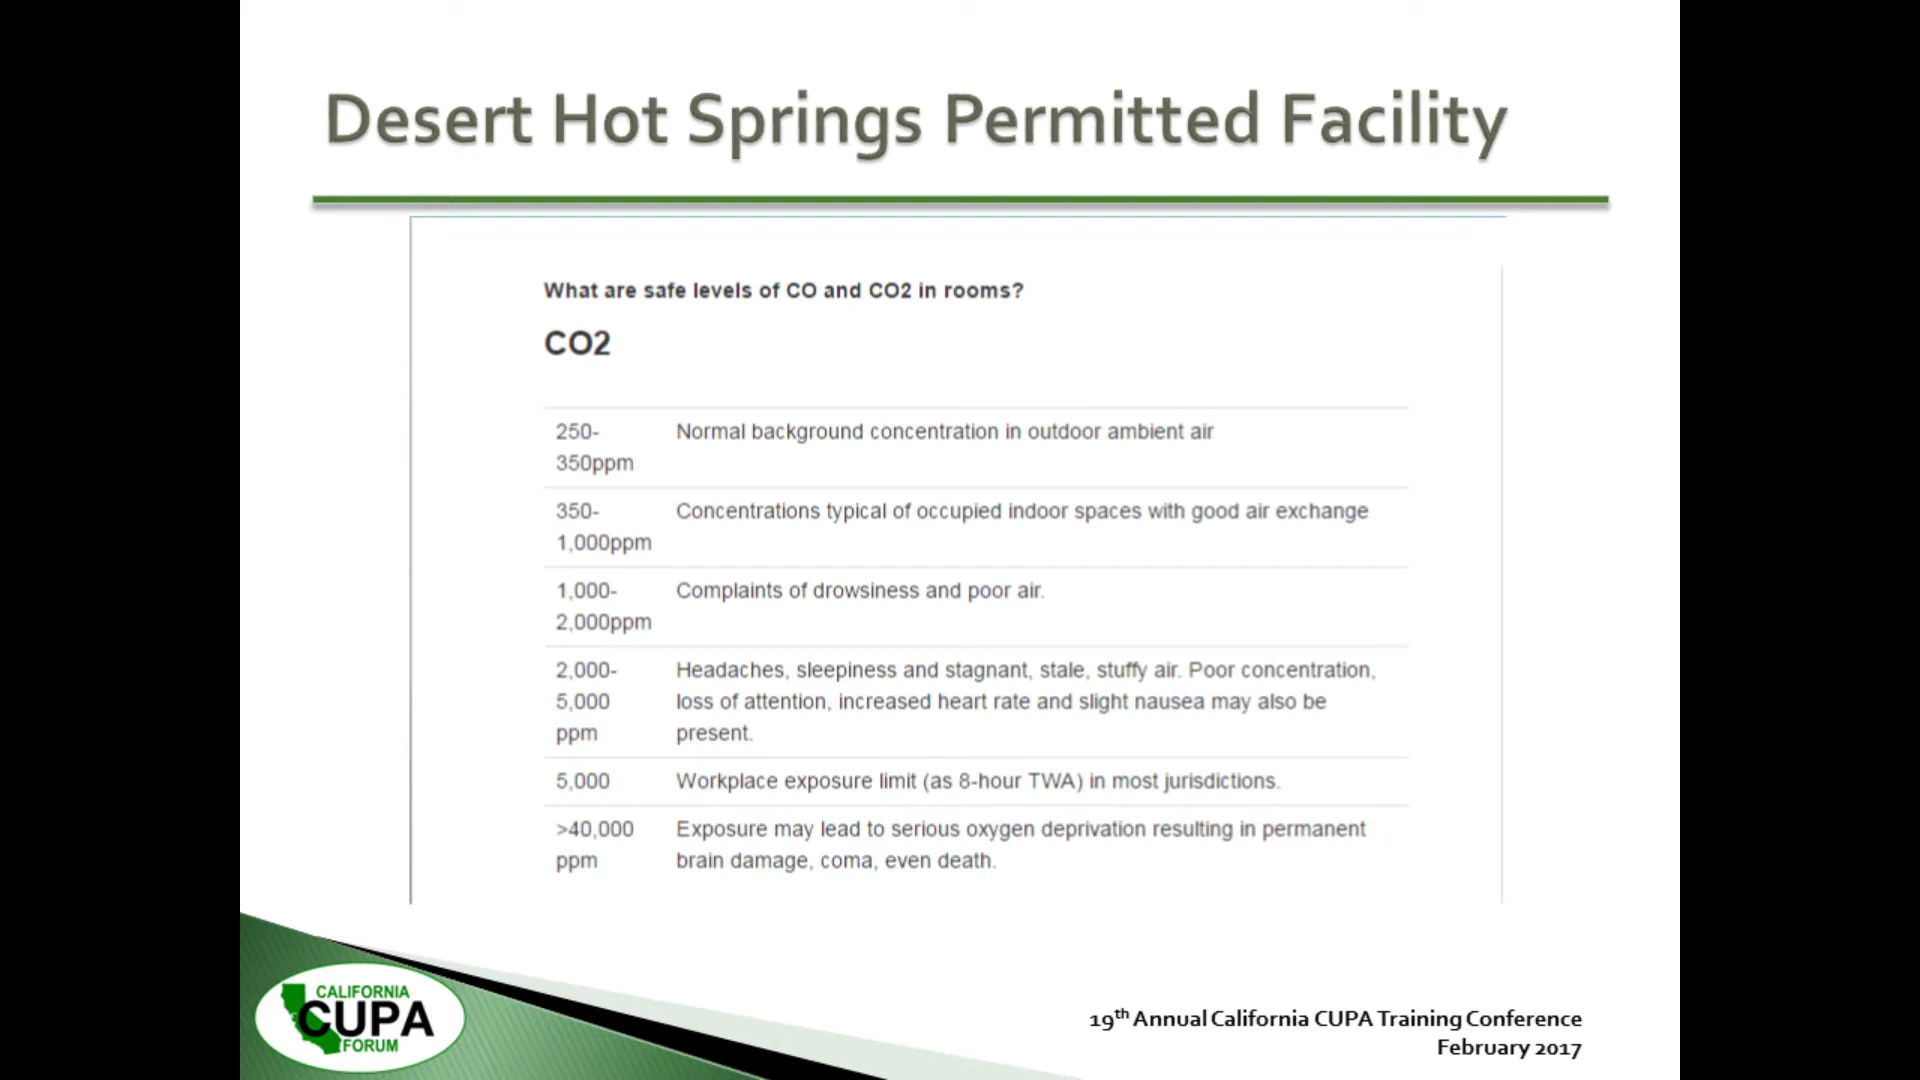 Desert Hot Springs Permitted Facility
What are safe levels of CO and CO2 in rooms?
CO2
250-
350ppm
Normal background concentration in outdoor ambient air
350-
1,000ppm
Concentrations typical of occupied indoor spaces with good air exchange
1,000-
2,000ppm
Complaints of drowsiness and poor air.
2,000-
5,000
ppm
Headaches, sleepiness and stagnant, stale, stuffy air. Poor concentration,
loss of attention, increased heart rate and slight nausea may also be
present.
5,000
Workplace exposure limit (as 8-hour TWA) in most jurisdictions.
>40,000
ppm
Exposure may lead to serious oxygen deprivation resulting in permanent
brain damage, coma, even death.
CALIFORNIA
CUPA
FORUM
19th Annual California CUPA Training Conference
February 2017